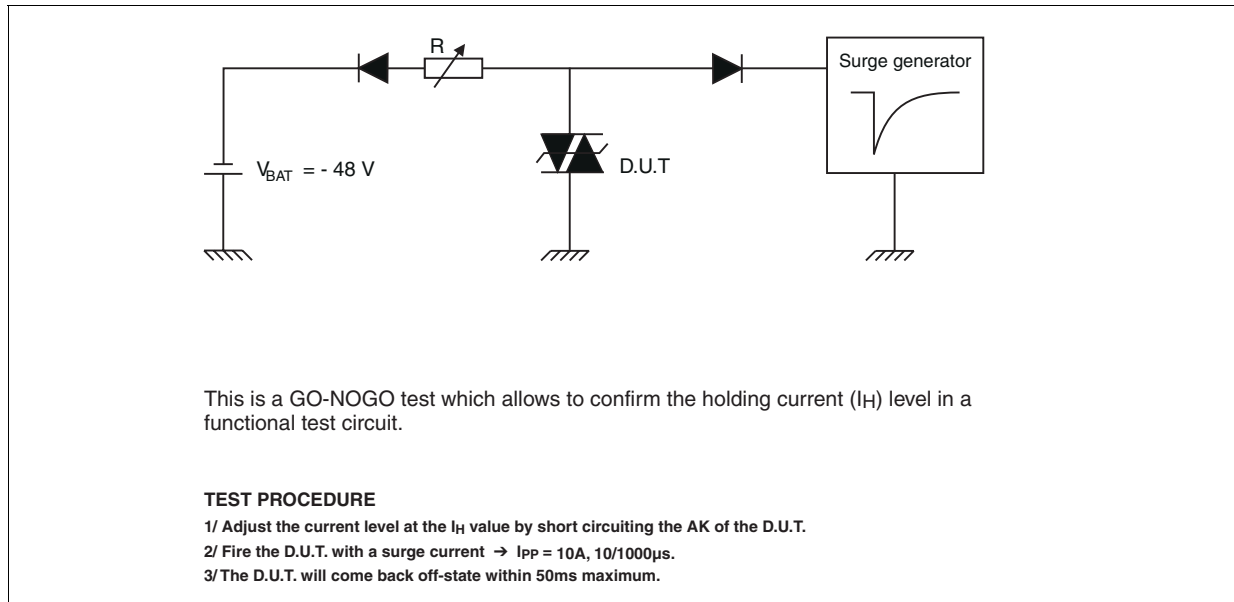 R
Surge generator
V_BAT = - 48 V
D.U.T
This is a GO-NOGO test which allows to confirm the holding current (I_H) level in a
functional test circuit.
TEST PROCEDURE
1/ Adjust the current level at the I_H value by short circuiting the AK of the D.U.T.
2/ Fire the D.U.T. with a surge current → I_PP = 10A, 10/1000µs.
3/ The D.U.T. will come back off-state within 50ms maximum.